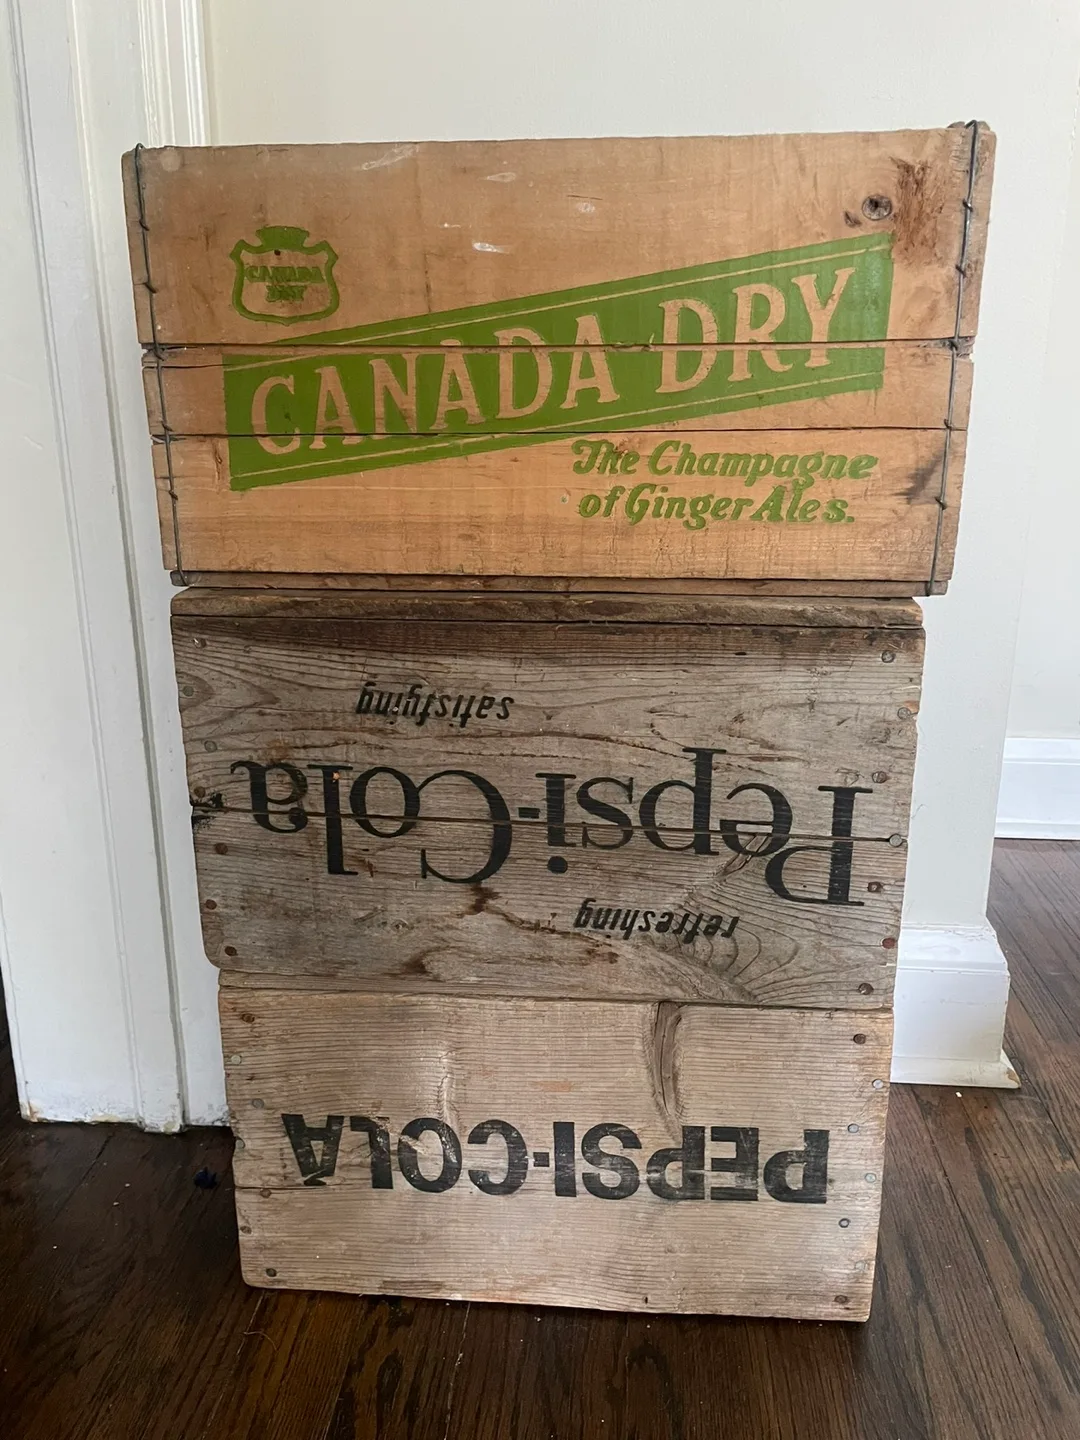 CANADA
DRY
CANADA DRY
The Champagne
of Ginger Ales.
refreshing
Pepsi-Cola
satisfying
PEPSI-COLA